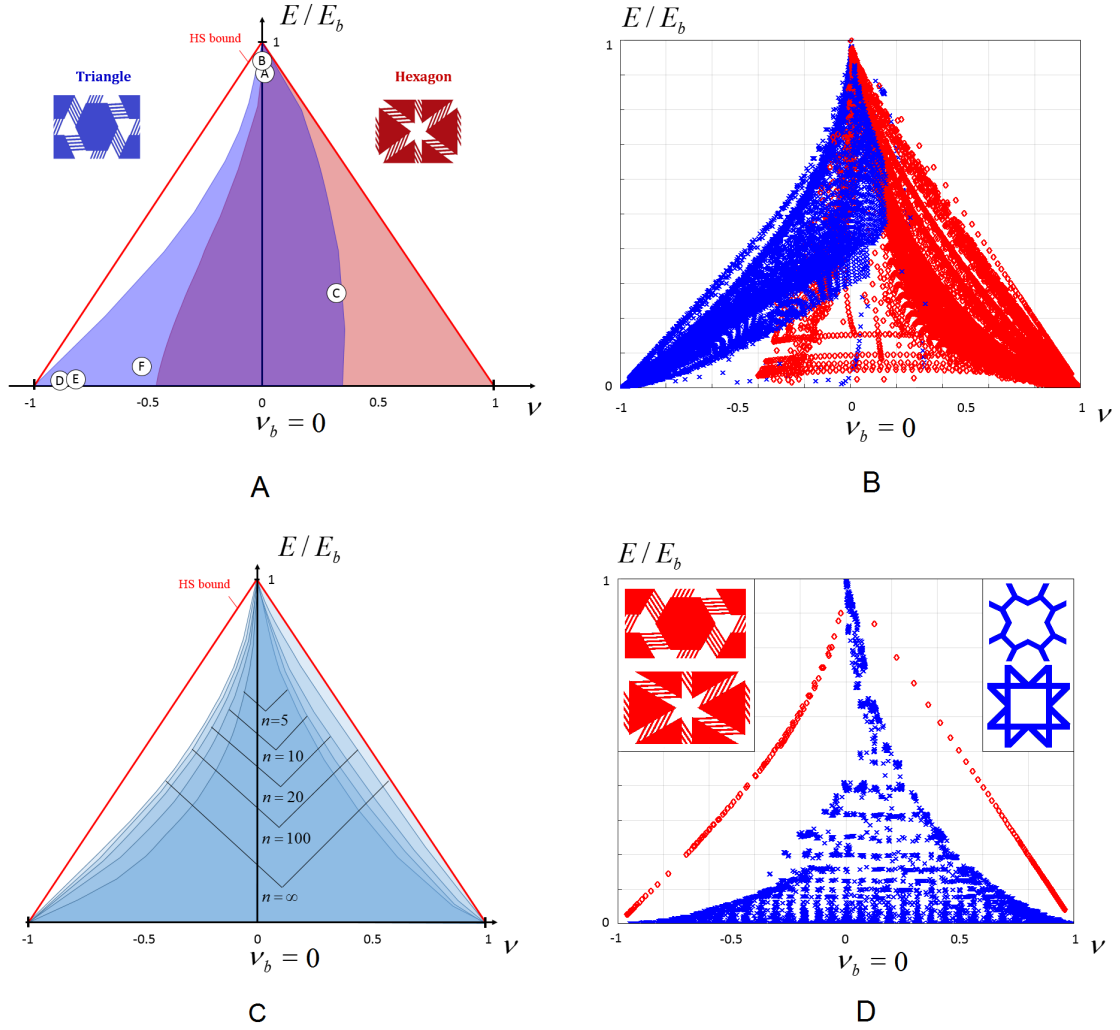 E / E_b
HS bound
1
B
A
Triangle
Hexagon
C
F
D E
-1 -0.5 0 0.5 1 ν
ν_b = 0
A
E / E_b
1
0
-1 -0.5 0 0.5 1 ν
ν_b = 0
B
E / E_b
HS bound
1
n=5
n = 10
n = 20
n = 100
n = ∞
-1 -0.5 0 0.5 1 ν
ν_b = 0
C
E / E_b
1
0
-1 -0.5 0 0.5 1 ν
ν_b = 0
D